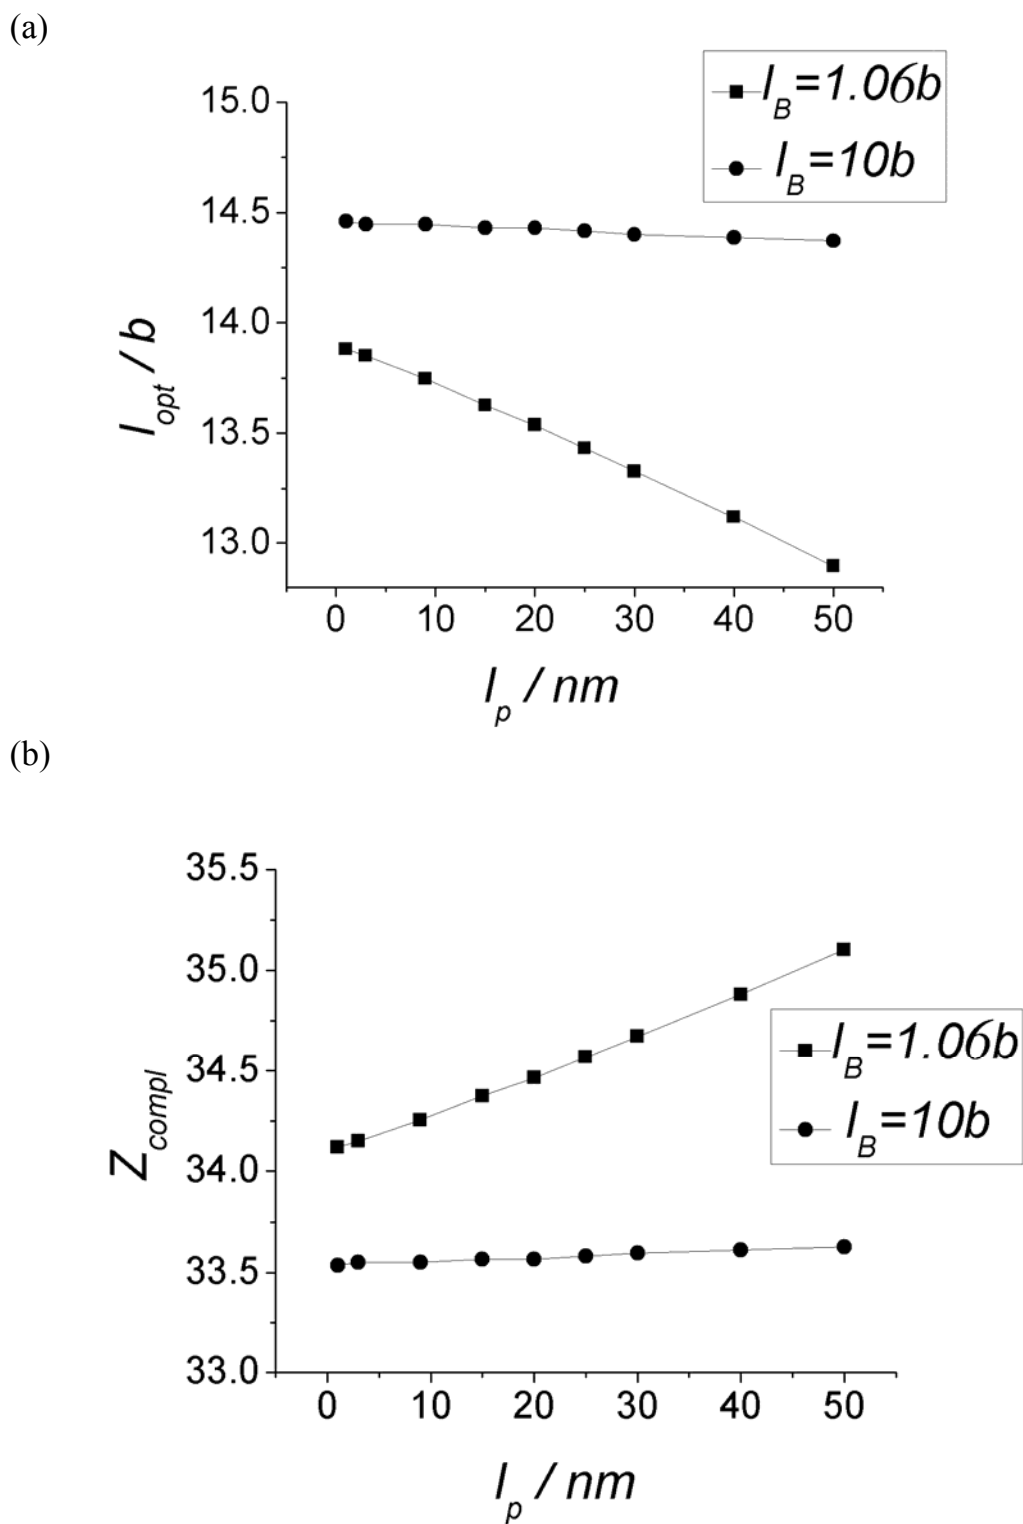 (a)
l_B=1.06b
l_B=10b
15.0
14.5
14.0
13.5
13.0
l_opt / b
0 10 20 30 40 50
l_p / nm
(b)
35.5
35.0
34.5
34.0
33.5
33.0
Z_compl
l_B=1.06b
l_B=10b
0 10 20 30 40 50
l_p / nm